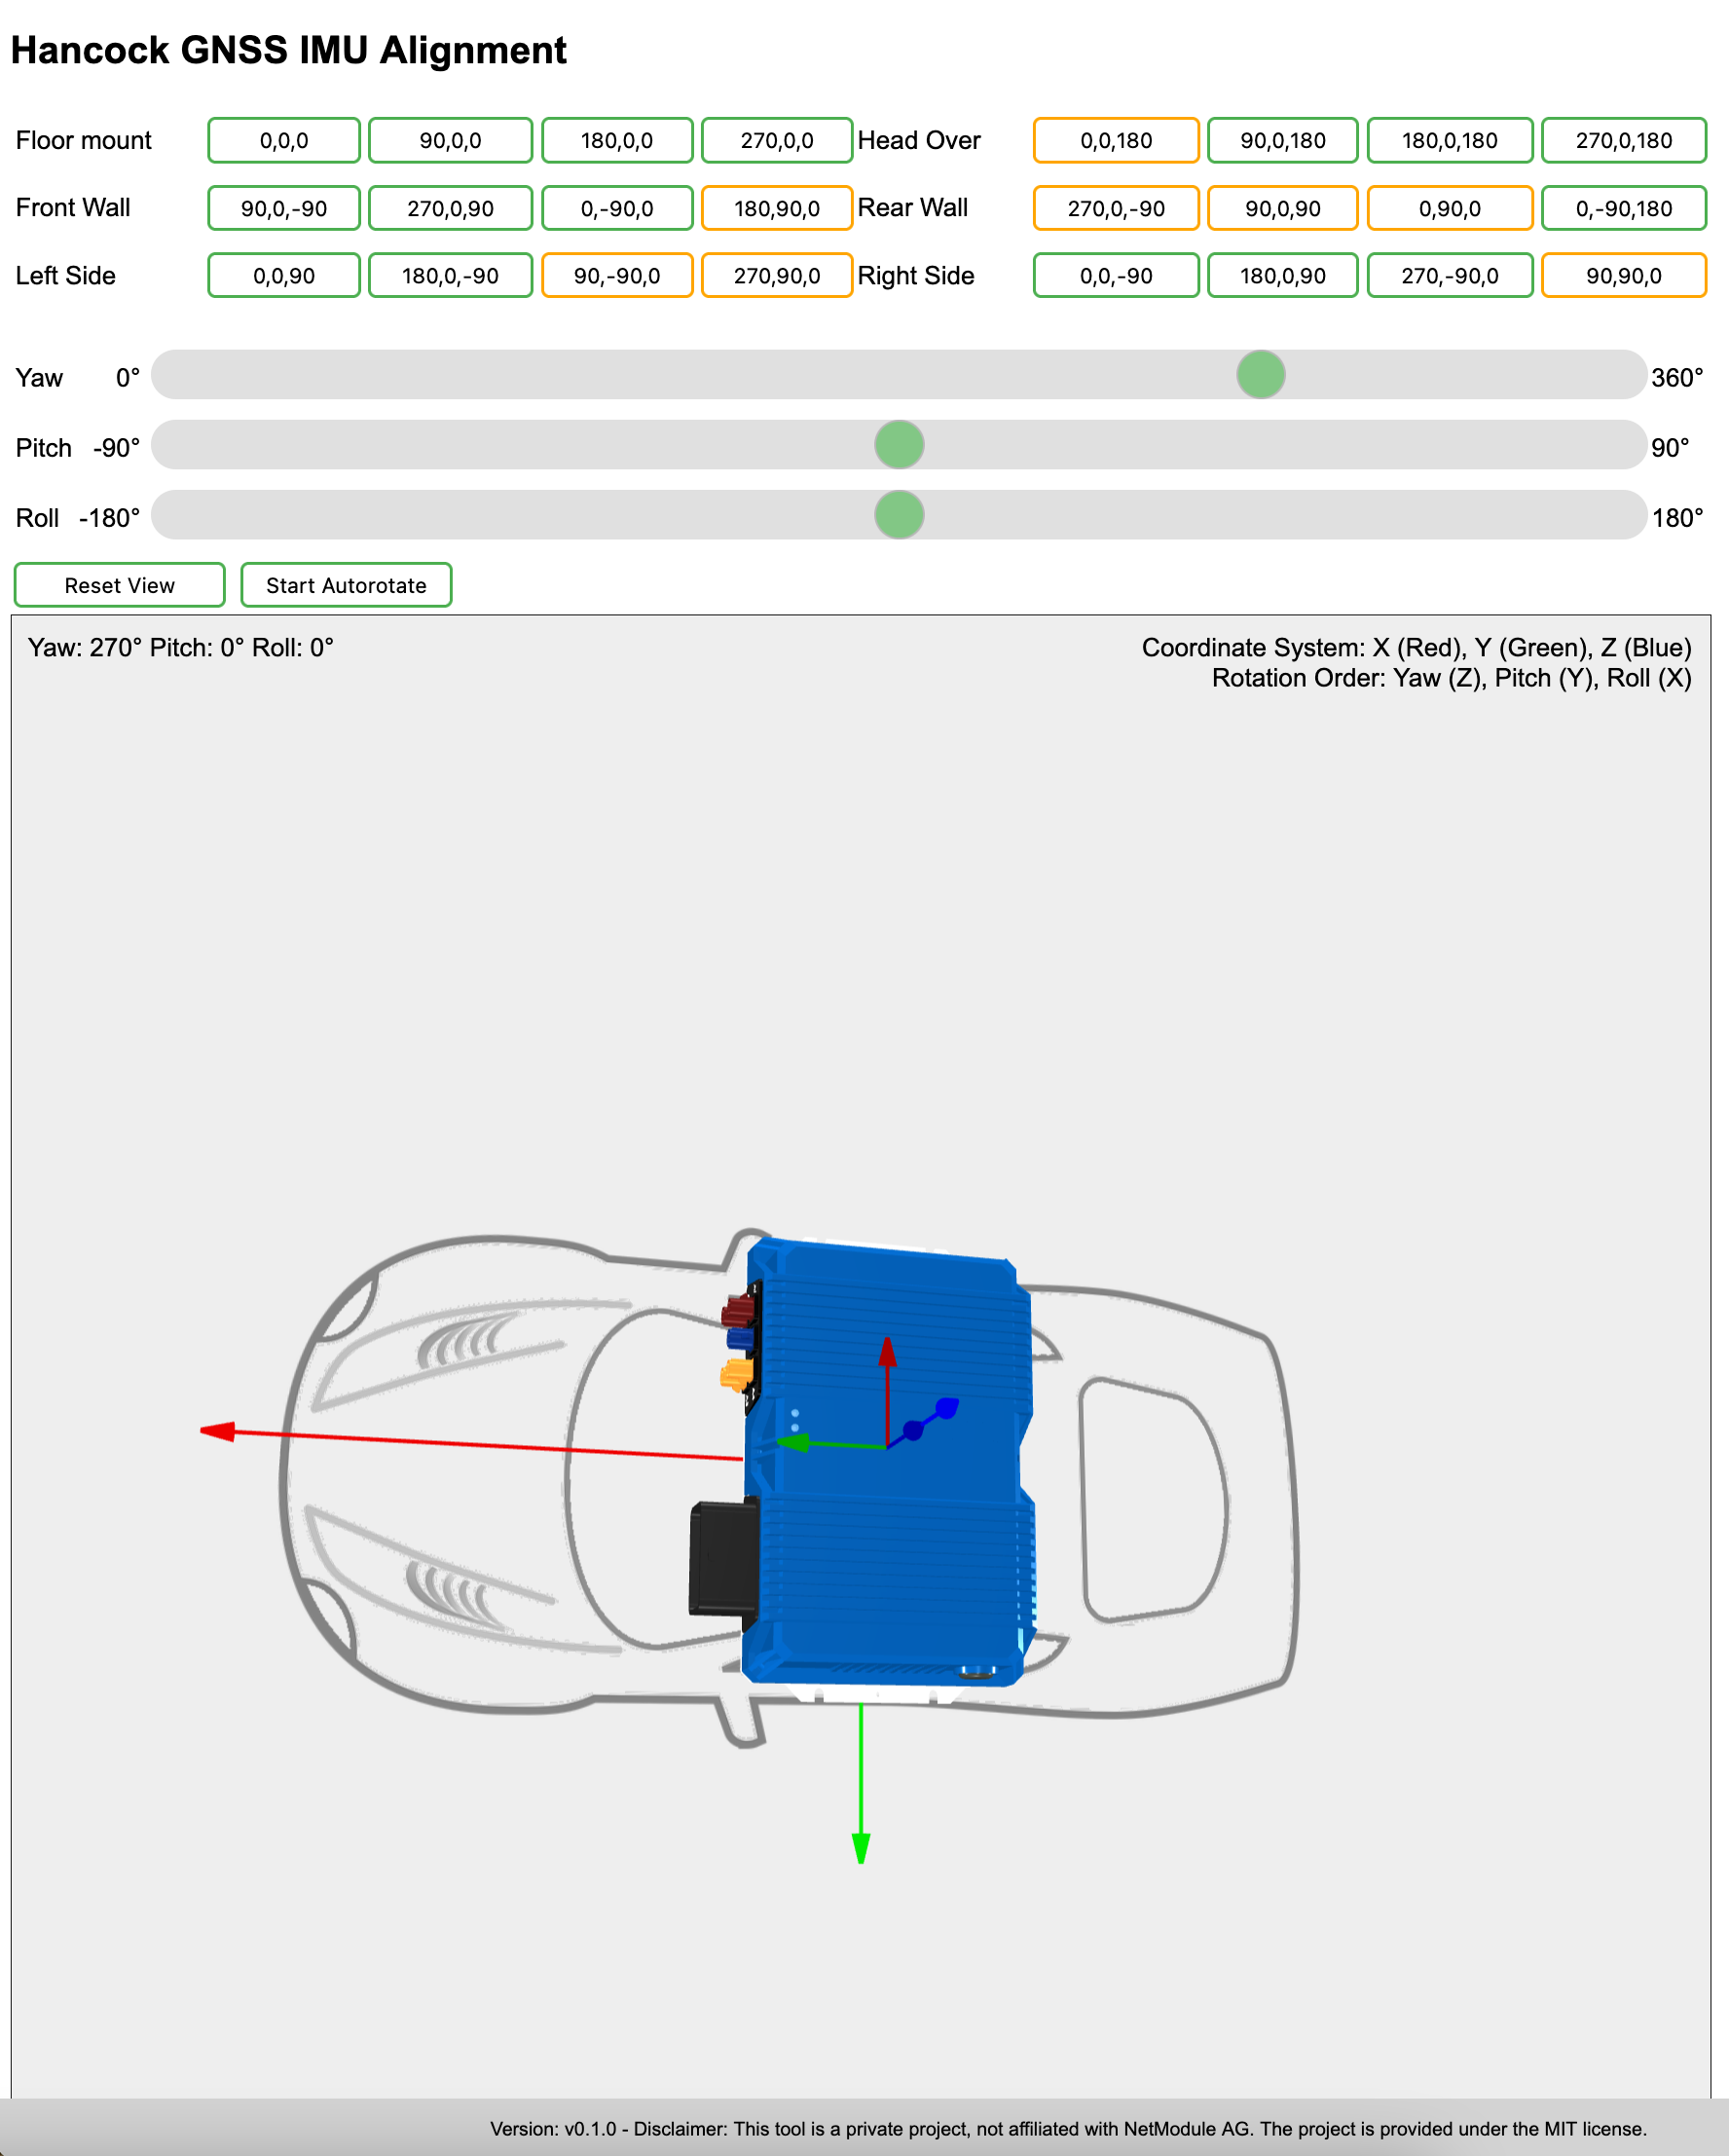 Hancock GNSS IMU Alignment
Floor mount 0,0,0 90,0,0 180,0,0 270,0,0 Head Over 0,0,180 90,0,180 180,0,180 270,0,180
Front Wall 90,0,-90 270,0,90 0,-90,0 180,90,0 Rear Wall 270,0,-90 90,0,90 0,90,0 0,-90,180
Left Side 0,0,90 180,0,-90 90,-90,0 270,90,0 Right Side 0,0,-90 180,0,90 270,-90,0 90,90,0
Yaw 0° 360°
Pitch -90° 90°
Roll -180° 180°
Reset View Start Autorotate
Yaw: 270° Pitch: 0° Roll: 0° Coordinate System: X (Red), Y (Green), Z (Blue)
Rotation Order: Yaw (Z), Pitch (Y), Roll (X)
Version: v0.1.0 - Disclaimer: This tool is a private project, not affiliated with NetModule AG. The project is provided under the MIT license.